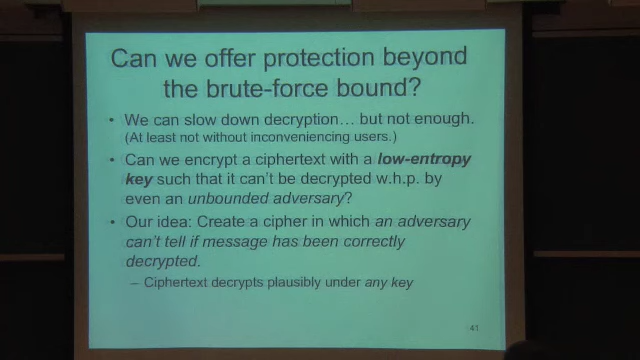 Can we offer protection beyond
the brute-force bound?
• We can slow down decryption… but not enough.
(At least not without inconveniencing users.)
• Can we encrypt a ciphertext with a low-entropy
key such that it can't be decrypted w.h.p. by
even an unbounded adversary?
• Our idea: Create a cipher in which an adversary
can't tell if message has been correctly
decrypted.
– Ciphertext decrypts plausibly under any key
41